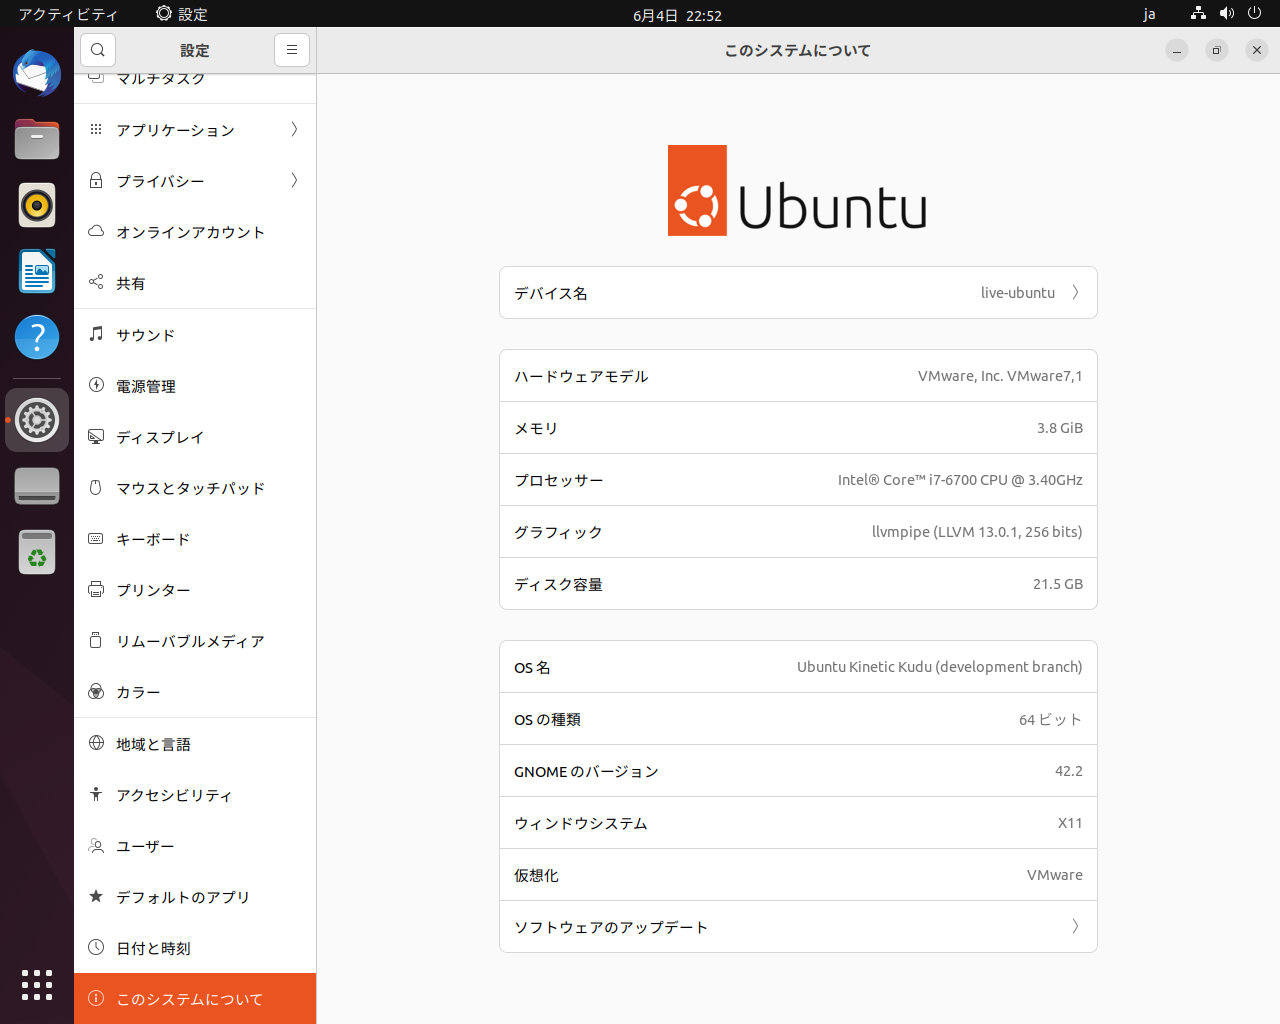 アクティビティ 設定 6月4日 22:52 ja
設定 このシステムについて
マルチタスク
アプリケーション
プライバシー
オンラインアカウント
共有
サウンド
電源管理
ディスプレイ
マウスとタッチパッド
キーボード
プリンター
リムーバブルメディア
カラー
地域と言語
アクセシビリティ
ユーザー
デフォルトのアプリ
日付と時刻
このシステムについて
Ubuntu
デバイス名 live-ubuntu
ハードウェアモデル VMware, Inc. VMware7,1
メモリ 3.8 GiB
プロセッサー Intel® Core™ i7-6700 CPU @ 3.40GHz
グラフィック llvmpipe (LLVM 13.0.1, 256 bits)
ディスク容量 21.5 GB
OS 名 Ubuntu Kinetic Kudu (development branch)
OS の種類 64 ビット
GNOME のバージョン 42.2
ウィンドウシステム X11
仮想化 VMware
ソフトウェアのアップデート